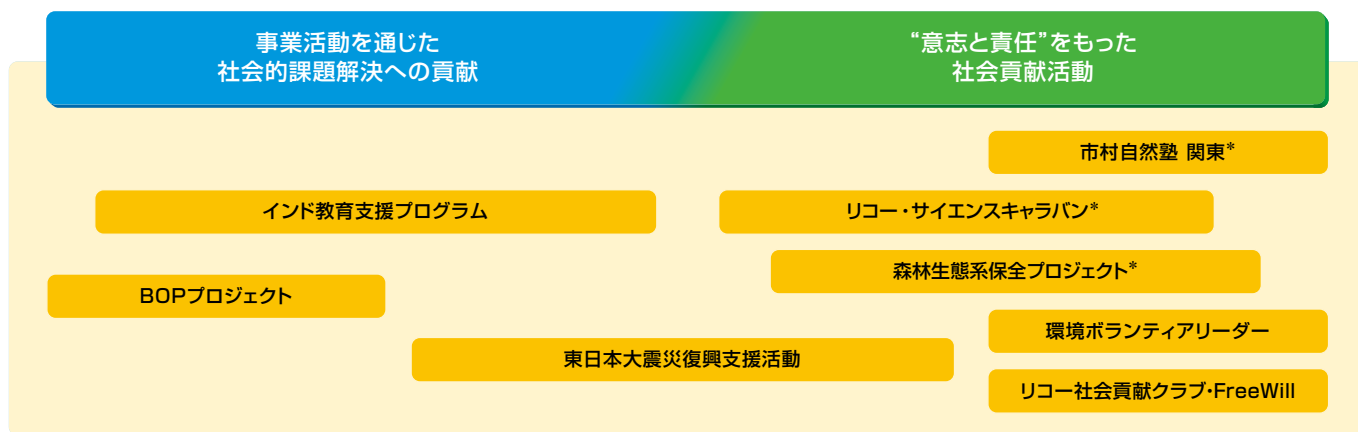 事業活動を通じた
社会的課題解決への貢献
“意志と責任”をもった
社会貢献活動
市村自然塾 関東*
インド教育支援プログラム
リコー・サイエンスキャラバン*
森林生態系保全プロジェクト*
BOPプロジェクト
環境ボランティアリーダー
東日本大震災復興支援活動
リコー社会貢献クラブ・FreeWill